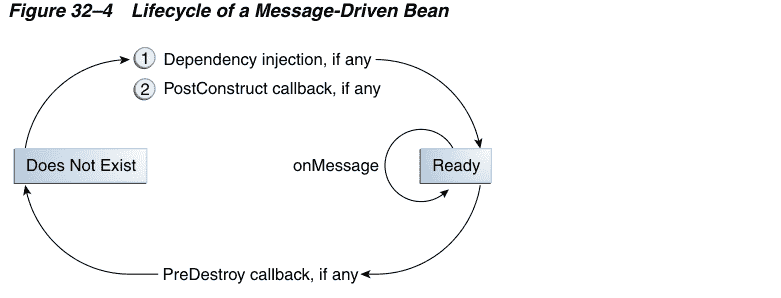 Figure 32–4 Lifecycle of a Message-Driven Bean
1 Dependency injection, if any
2 PostConstruct callback, if any
Does Not Exist
onMessage
Ready
PreDestroy callback, if any